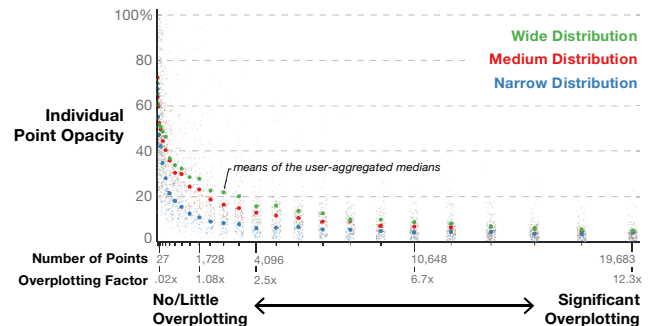 100%
80
60
40
20
0
Individual
Point Opacity
Wide Distribution
Medium Distribution
Narrow Distribution
means of the user-aggregated medians
Number of Points
27
1,728
4,096
10,648
19,683
Overplotting Factor
.02x
1.08x
2.5x
6.7x
12.3x
No/Little
Overplotting
Significant
Overplotting